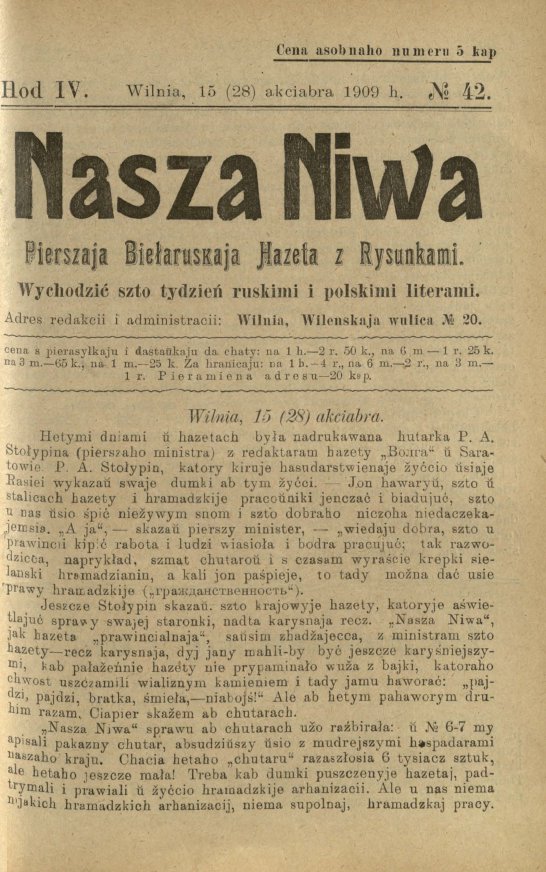 Cena asobnaho numeru 5 kap
Hod IV. Wilnia, 15 (28) akciabra 1909 h. № 42.
Nasza Niwa
Pierszaja Biełaruskaja Hazeta z Rysunkami.
Wychodzić szto tydzień ruskimi i polskimi literami.
Adres redakcii i administracii: Wilnia, Wilenskaja wulica № 20.
cena s pierasyłkaju i dastaŭkaju da chaty: na 1 h.—2 r. 50 k., na 6 m — 1 r. 25 k.
na 3 m.—65 k., na 1 m.—25 k. Za hranicaju: na 1 h.—4 r., na 6 m.—2 r., na 3 m.—
1 r. Pieramiena adresu—20 kap.
Wilnia, 15 (28) akciabra.
Hetymi dniami ŭ hazetach była nadrukawana hutarka P. A.
Stołypina (pierszaho ministra) z redaktaram hazety „Волга" ŭ Sara-
towie. P. A. Stołypin, katory kiruje hasudarstwienaje żyćcio ŭsiaje
Rasiei wykazaŭ swaje dumki ab tym żyći. — Jon hawaryŭ, szto ŭ
stalicach hazety i hramadzkije pracoŭniki jenczać i biadujuć, szto
u nas ŭsio śpić nieżywym snom i szto dobraho niczoha niedaczeka-
jemsia. „A ja", — skazaŭ pierszy minister, — „wiedaju dobra, szto u
prawincii kipić rabota i ludzi wiasioła i bodra pracujuć; tak razwo-
dzicca, naprykład, szmat chutaroŭ i s czasam wyraście krepki sie-
lanski hramadzianin, a kali jon paśpieje, to tady można dać usie
prawy hramadzkije („гражданственность").
Jeszcze Stołypin skazaŭ. szto krajowyje hazety, katoryje aświe-
tlajuć sprawy swajej staronki, nadta karysnaja recz. „Nasza Niwa",
jak hazeta „prawincialnaja", saŭsim zhadżajecca, z ministram szto
hazety—recz karysnaja, dyj jany mahli-by być jeszcze karyśniejszy-
mi, kab pałażeńnie hazéty nie prypaminało wuża z bajki, katoraho
chwost uszczamili wializnym kamieniem i tady jamu haworać: „paj-
dzi, pajdzi, bratka, śmieła,—niabojś!" Ale ab hetym pahaworym dru-
him razam, Ciapier skażem ab chutarach.
„Nasza Niwa" sprawu ab chutarach użo raźbirała: ŭ № 6-7 my
apisali pakazny chutar, absudziŭszy ŭsio z mudrejszymi haspadarami
naszaho kraju. Chacia hetaho „chutaru" razaszłosia 6 tysiacz sztuk,
ale hetaho jeszcze mała! Treba kab dumki puszczenyje hazetaj, pad-
trymali i prawiali ŭ żyćcio hramadzkije arhanizacii. Ale u nas niema
nijakich hramadzkich arhanizacij, niema supolnaj, hramadzkaj pracy.